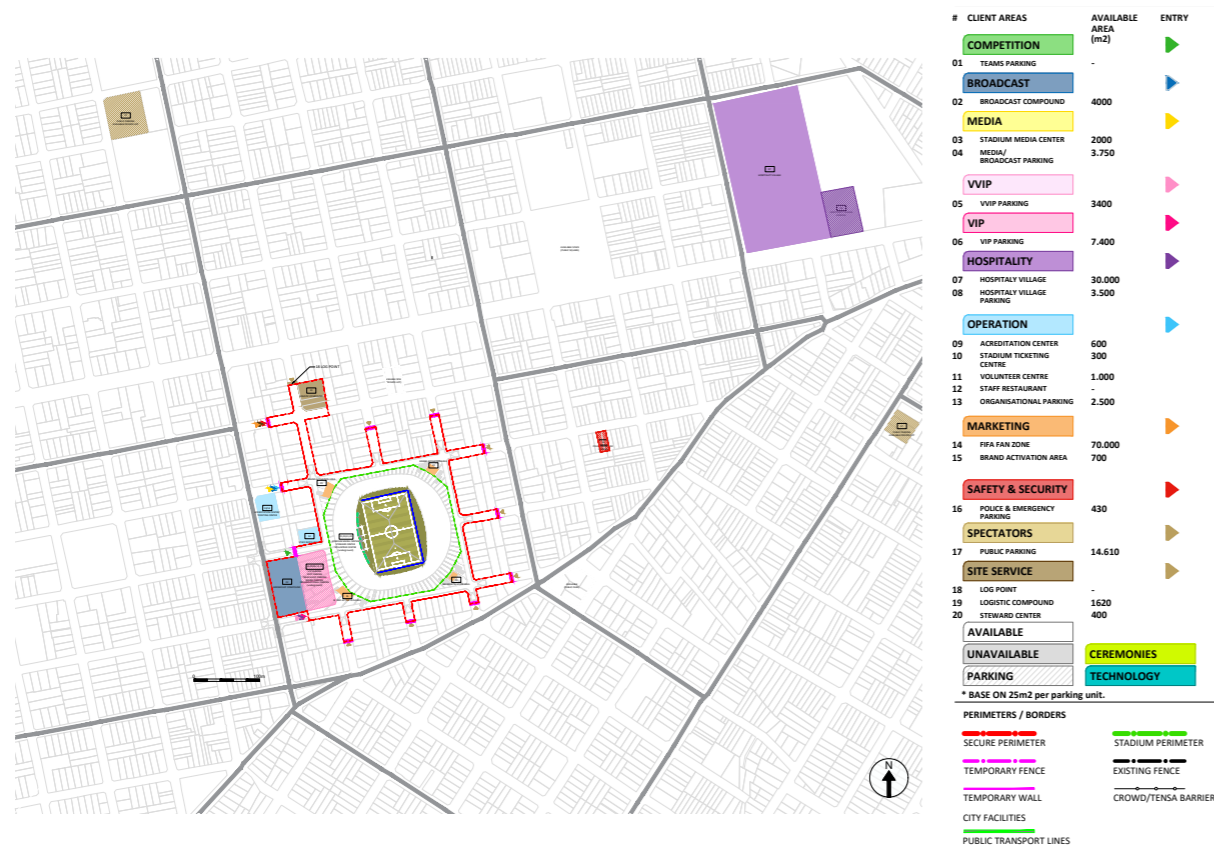 # CLIENT AREAS AVAILABLE AREA (m2) ENTRY
COMPETITION
01 TEAMS PARKING -
BROADCAST
02 BROADCAST COMPOUND 4000
MEDIA
03 STADIUM MEDIA CENTER 2000
04 MEDIA/ BROADCAST PARKING 3.750
VVIP
05 VVIP PARKING 3400
VIP
06 VIP PARKING 7.400
HOSPITALITY
07 HOSPITALY VILLAGE 30.000
08 HOSPITALY VILLAGE PARKING 3.500
OPERATION
09 ACREDITATION CENTER 600
10 STADIUM TICKETING CENTRE 300
11 VOLUNTEER CENTRE 1.000
12 STAFF RESTAURANT -
13 ORGANISATIONAL PARKING 2.500
MARKETING
14 FIFA FAN ZONE 70.000
15 BRAND ACTIVATION AREA 700
SAFETY & SECURITY
16 POLICE & EMERGENCY PARKING 430
SPECTATORS
17 PUBLIC PARKING 14.610
SITE SERVICE
18 LOG POINT -
19 LOGISTIC COMPOUND 1620
20 STEWARD CENTER 400
AVAILABLE
UNAVAILABLE CEREMONIES
PARKING TECHNOLOGY
* BASE ON 25m2 per parking unit.
PERIMETERS / BORDERS
SECURE PERIMETER STADIUM PERIMETER
TEMPORARY FENCE EXISTING FENCE
TEMPORARY WALL CROWD/TENSA BARRIER
CITY FACILITIES
PUBLIC TRANSPORT LINES
N